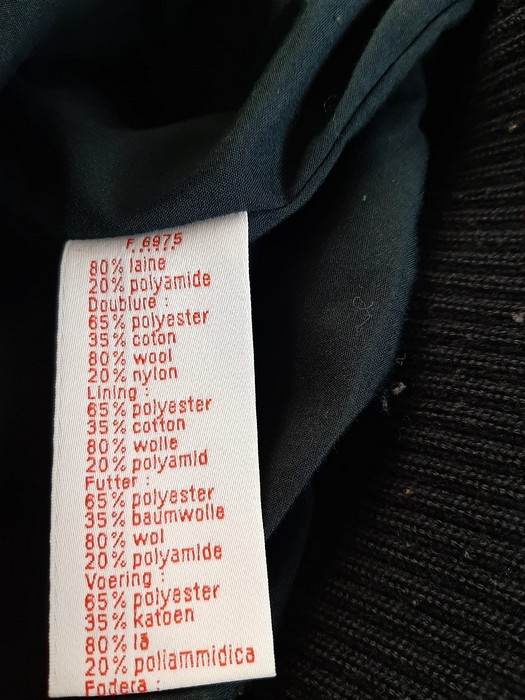 F 6975
80% laine
20% polyamide
Doublure :
65% polyester
35% coton
80% wool
20% nylon
Lining :
65% polyester
35% cotton
80% wolle
20% polyamid
Futter :
65% polyester
35% baumwolle
80% wol
20% polyamide
Voering :
65% polyester
35% katoen
80% lã
20% poliammidica
Fodera :